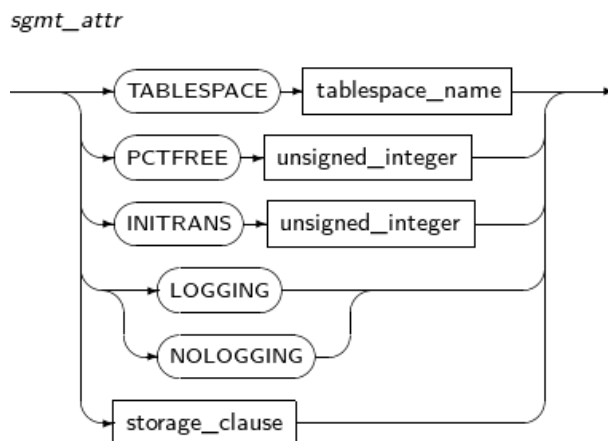 sgmt_attr
TABLESPACE tablespace_name
PCTFREE unsigned_integer
INITRANS unsigned_integer
LOGGING
NOLOGGING
storage_clause